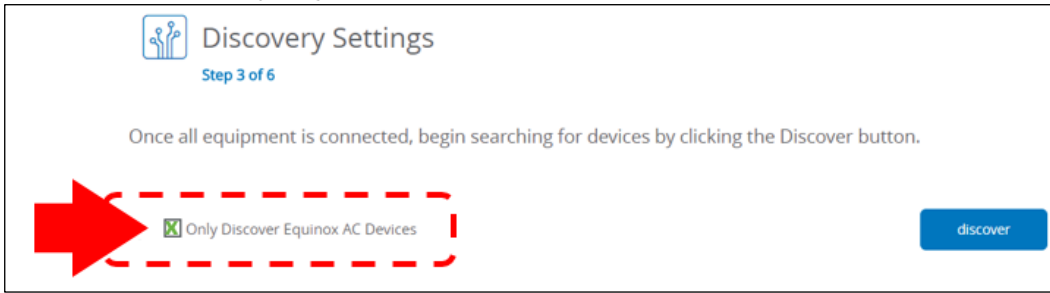 Discovery Settings
Step 3 of 6
Once all equipment is connected, begin searching for devices by clicking the Discover button.
Only Discover Equinox AC Devices
discover